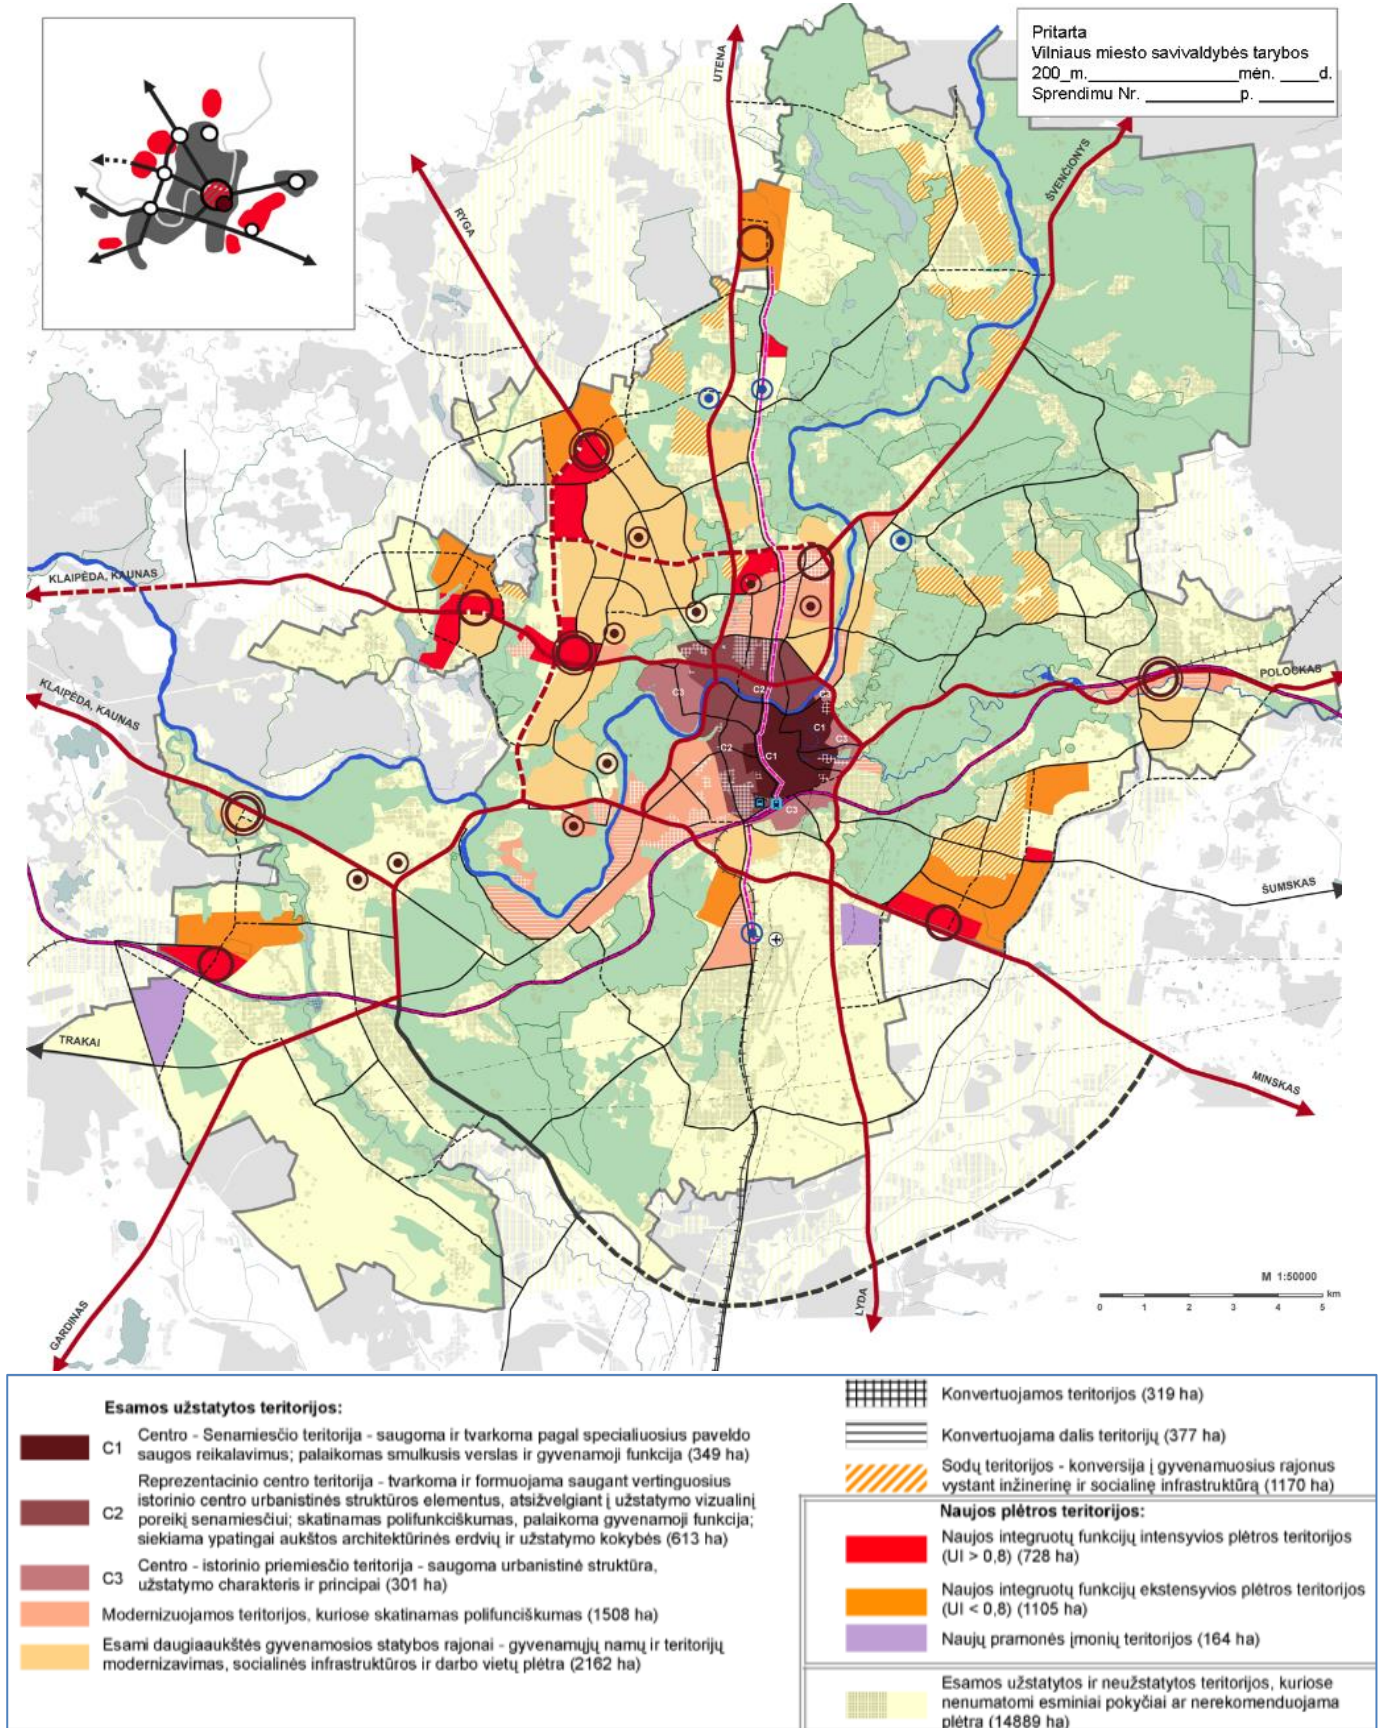 Pritarta
Vilniaus miesto savivaldybės tarybos
200_m.____________________mėn. _____d.
Sprendimu Nr. ____________p. __________
UTENA
ŠVENČIONYS
RYGA
KLAIPĖDA, KAUNAS
KLAIPĖDA, KAUNAS
POLOCKAS
C3
C2
C3
C1
C3
C2
C1
C3
ŠUMSKAS
TRAKAI
MINSKAS
GARDINAS
LYDA
M 1:50000
km
0 1 2 3 4 5
Esamos užstatytos teritorijos:
C1 Centro - Senamiesčio teritorija - saugoma ir tvarkoma pagal specialiuosius paveldo
saugos reikalavimus; palaikomas smulkusis verslas ir gyvenamoji funkcija (349 ha)
Reprezentacinio centro teritorija - tvarkoma ir formuojama saugant vertinguosius
istorinio centro urbanistinės struktūros elementus, atsižvelgiant į užstatymo vizualinį
C2 poreikį senamiesčiui; skatinamas polifunkciškumas, palaikoma gyvenamoji funkcija;
siekiama ypatingai aukštos architektūrinės erdvių ir užstatymo kokybės (613 ha)
C3 Centro - istorinio priemiesčio teritorija - saugoma urbanistinė struktūra,
užstatymo charakteris ir principai (301 ha)
Modernizuojamos teritorijos, kuriose skatinamas polifunciškumas (1508 ha)
Esami daugiaaukštės gyvenamosios statybos rajonai - gyvenamųjų namų ir teritorijų
modernizavimas, socialinės infrastruktūros ir darbo vietų plėtra (2162 ha)
Konvertuojamos teritorijos (319 ha)
Konvertuojama dalis teritorijų (377 ha)
Sodų teritorijos - konversija į gyvenamuosius rajonus
vystant inžinerinę ir socialinę infrastruktūrą (1170 ha)
Naujos plėtros teritorijos:
Naujos integruotų funkcijų intensyvios plėtros teritorijos
(UI > 0,8) (728 ha)
Naujos integruotų funkcijų ekstensyvios plėtros teritorijos
(UI < 0,8) (1105 ha)
Naujų pramonės įmonių teritorijos (164 ha)
Esamos užstatytos ir neužstatytos teritorijos, kuriose
nenumatomi esminiai pokyčiai ar nerekomenduojama
plėtra (14889 ha)